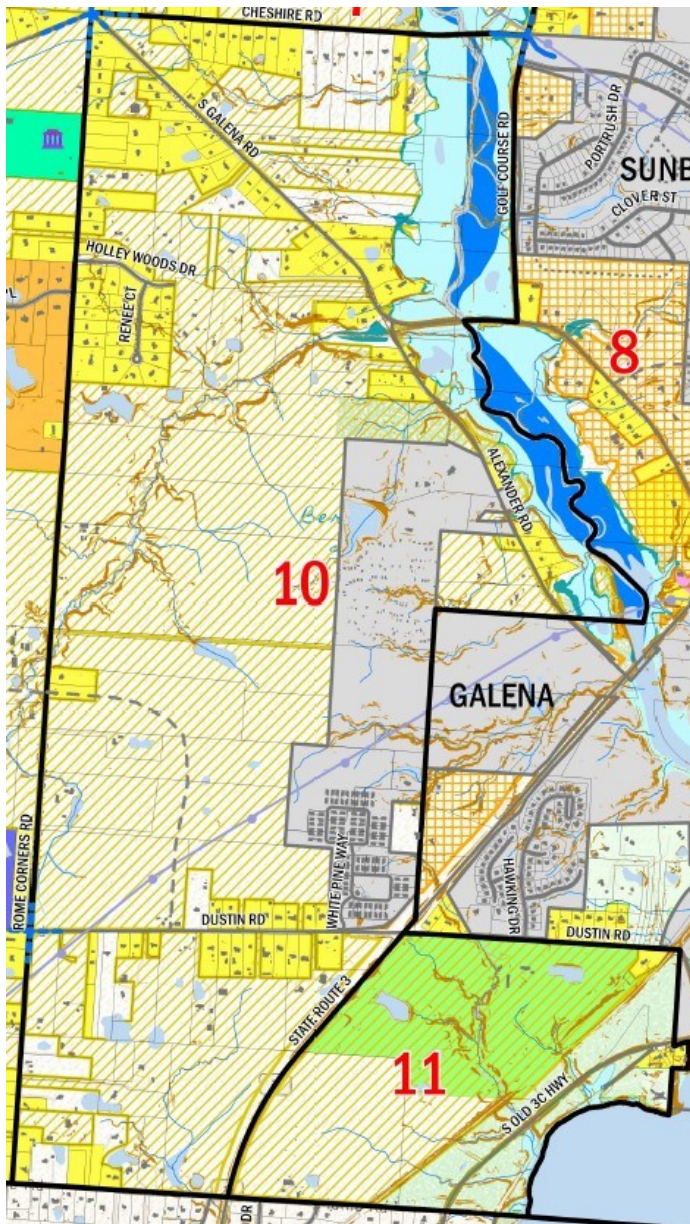 CHESHIRE RD
S GALENA RD
GOLF COURSE RD
PORTRUSH DR
SUNB
CLOVER ST
HOLLEY WOODS DR
RENEE CT
8
ALEXANDER RD
Ber
10
GALENA
ROME CORNERS RD
WHITE PINE WAY
HAWKING DR
DUSTIN RD
DUSTIN RD
STATE ROUTE 3
11
S OLD 3C HWY
DR